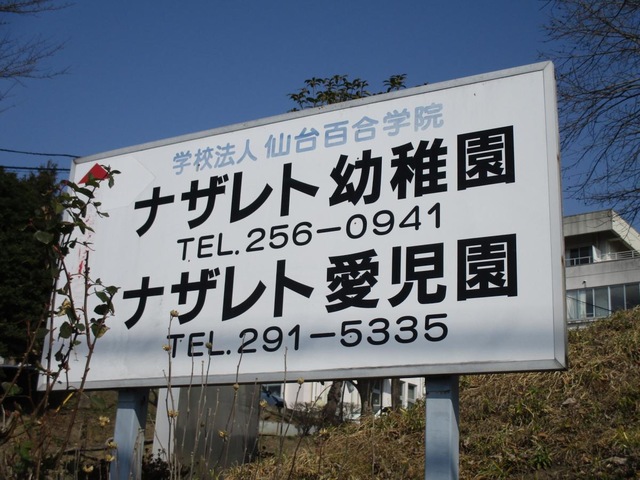 学校法人 仙台百合学院
ナザレト幼稚園
TEL.256-0941
ナザレト愛児園
TEL.291-5335